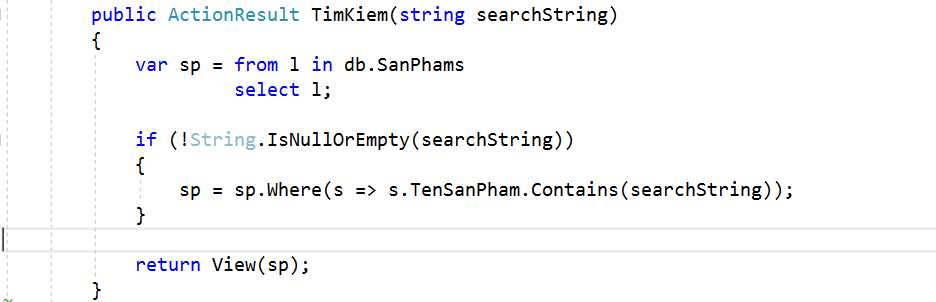 public ActionResult TimKiem(string searchString)
{
var sp = from l in db.SanPhams
select l;
if (!String.IsNullOrEmpty(searchString))
{
sp = sp.Where(s => s.TenSanPham.Contains(searchString));
}
return View(sp);
}